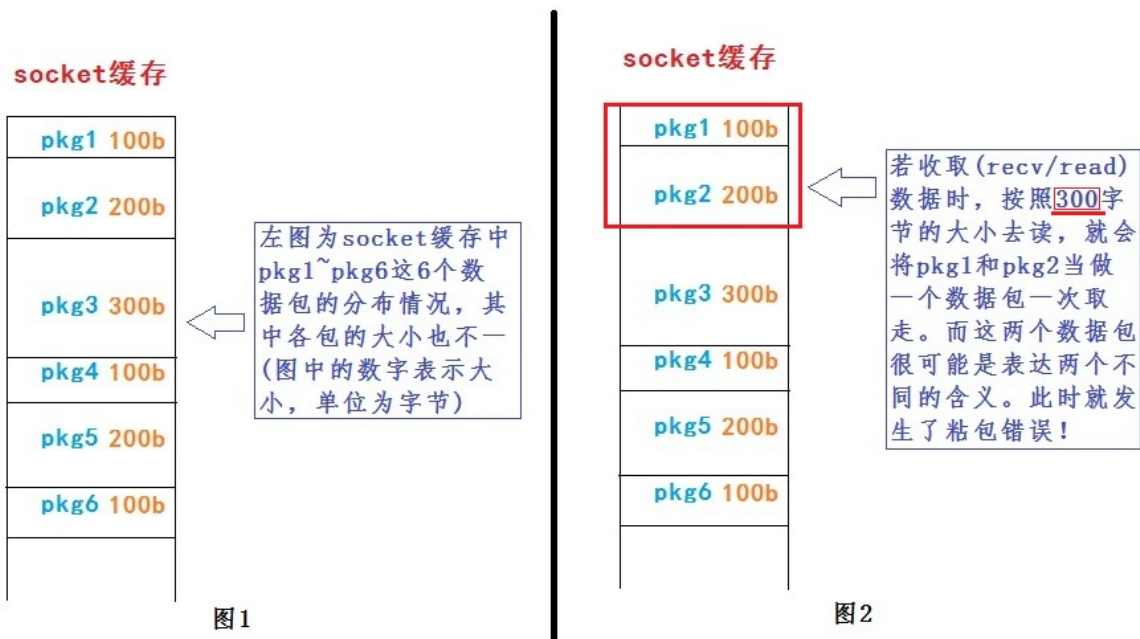 socket缓存
pkg1 100b
pkg2 200b
pkg3 300b
pkg4 100b
pkg5 200b
pkg6 100b
左图为socket缓存中
pkg1~pkg6这6个数
据包的分布情况，其
中各包的大小也不一
(图中的数字表示大
小，单位为字节)
图1
socket缓存
pkg1 100b
pkg2 200b
pkg3 300b
pkg4 100b
pkg5 200b
pkg6 100b
若收取(recv/read)
数据时，按照300字
节的大小去读，就会
将pkg1和pkg2当做
一个数据包一次取
走。而这两个数据包
很可能是表达两个不
同的含义。此时就发
生了粘包错误！
图2